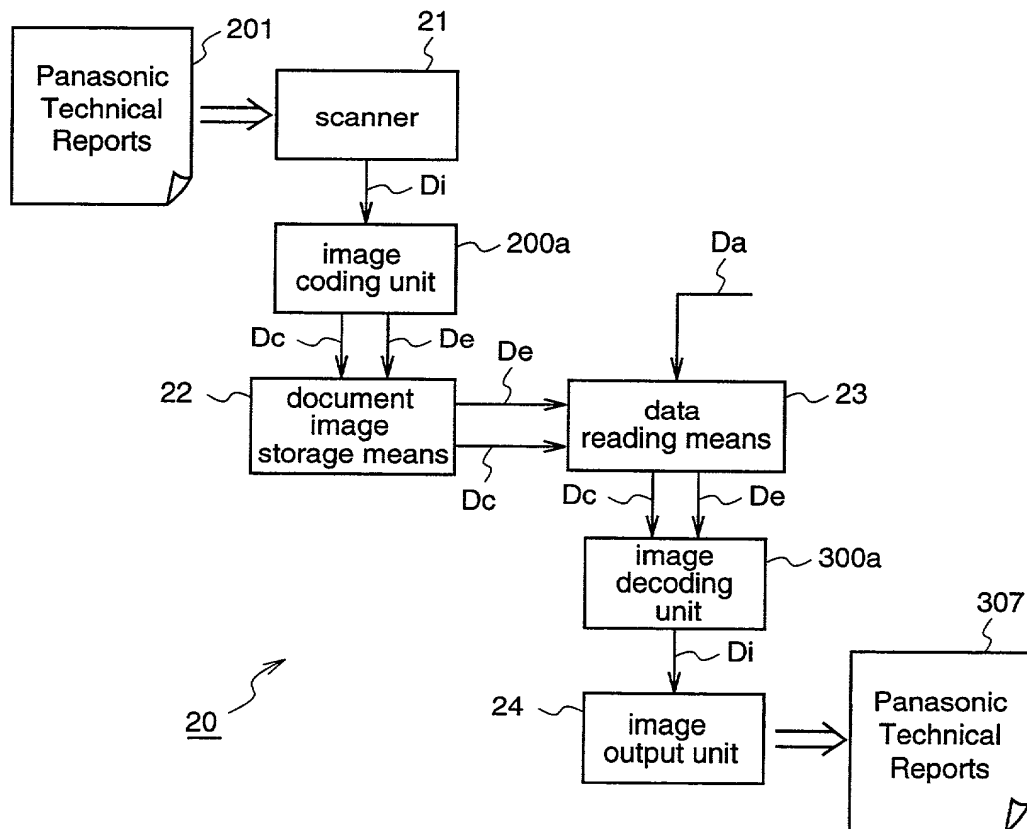 201
Panasonic
Technical
Reports
21
scanner
Di
200a
image
coding unit
Da
Dc
De
De
22
document
image
storage means
23
data
reading means
Dc
Dc
De
300a
image
decoding
unit
307
Di
20
24
image
output unit
Panasonic
Technical
Reports